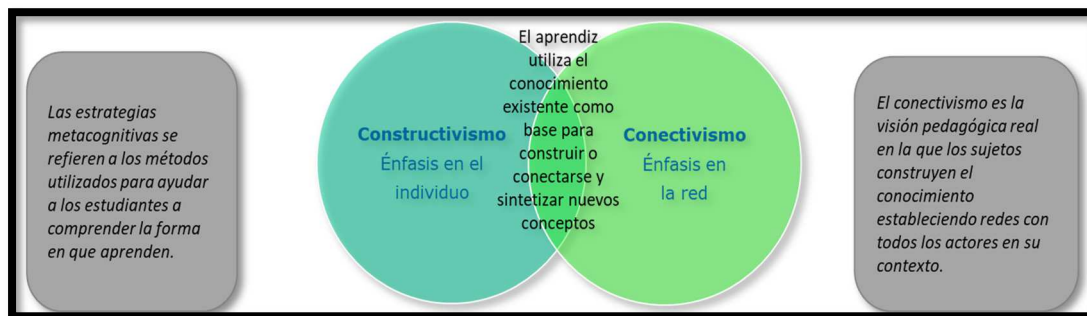 Las estrategias
metacognitivas se
refieren a los métodos
utilizados para ayudar
a los estudiantes a
comprender la forma
en que aprenden.
Constructivismo
Énfasis en el
individuo
El aprendiz
utiliza el
conocimiento
existente como
base para
construir o
conectarse y
sintetizar nuevos
conceptos
Conectivismo
Énfasis en
la red
El conectivismo es la
visión pedagógica real
en la que los sujetos
construyen el
conocimiento
estableciendo redes con
todos los actores en su
contexto.